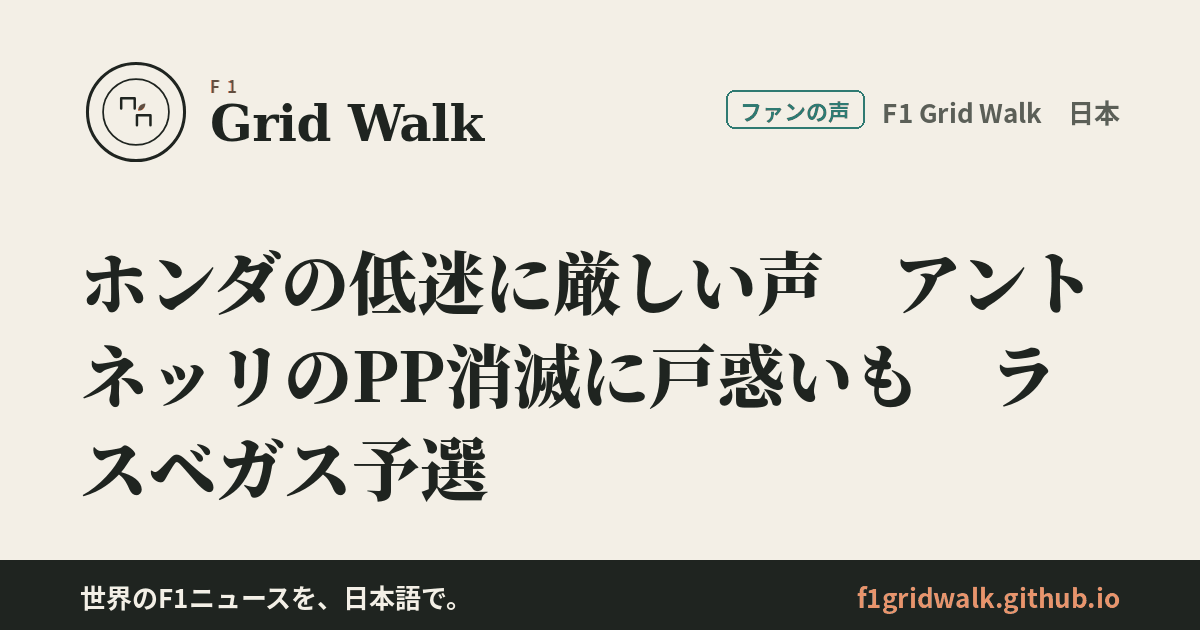 F1
Grid Walk
ファンの声
F1 Grid Walk　日本
ホンダの低迷に厳しい声　アント
ネッリのPP消滅に戸惑いも　ラ
スベガス予選
世界のF1ニュースを、日本語で。
f1gridwalk.github.io